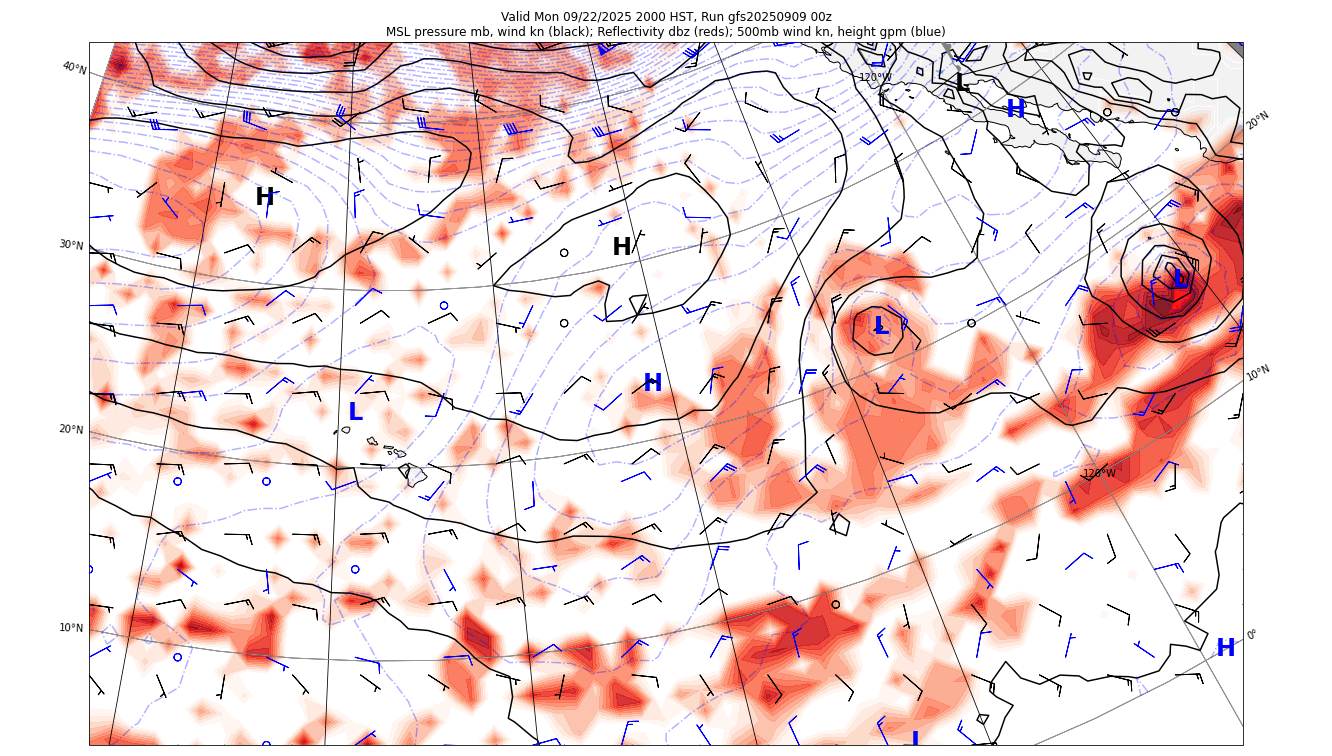 Valid Mon 09/22/2025 2000 HST, Run gfs20250909 00z
MSL pressure mb, wind kn (black); Reflectivity dbz (reds); 500mb wind kn, height gpm (blue)
40°N
120°W
L
H
20°N
H
30°N
H
L
L
H
10°N
L
20°N
120°W
10°N
0°
H
L